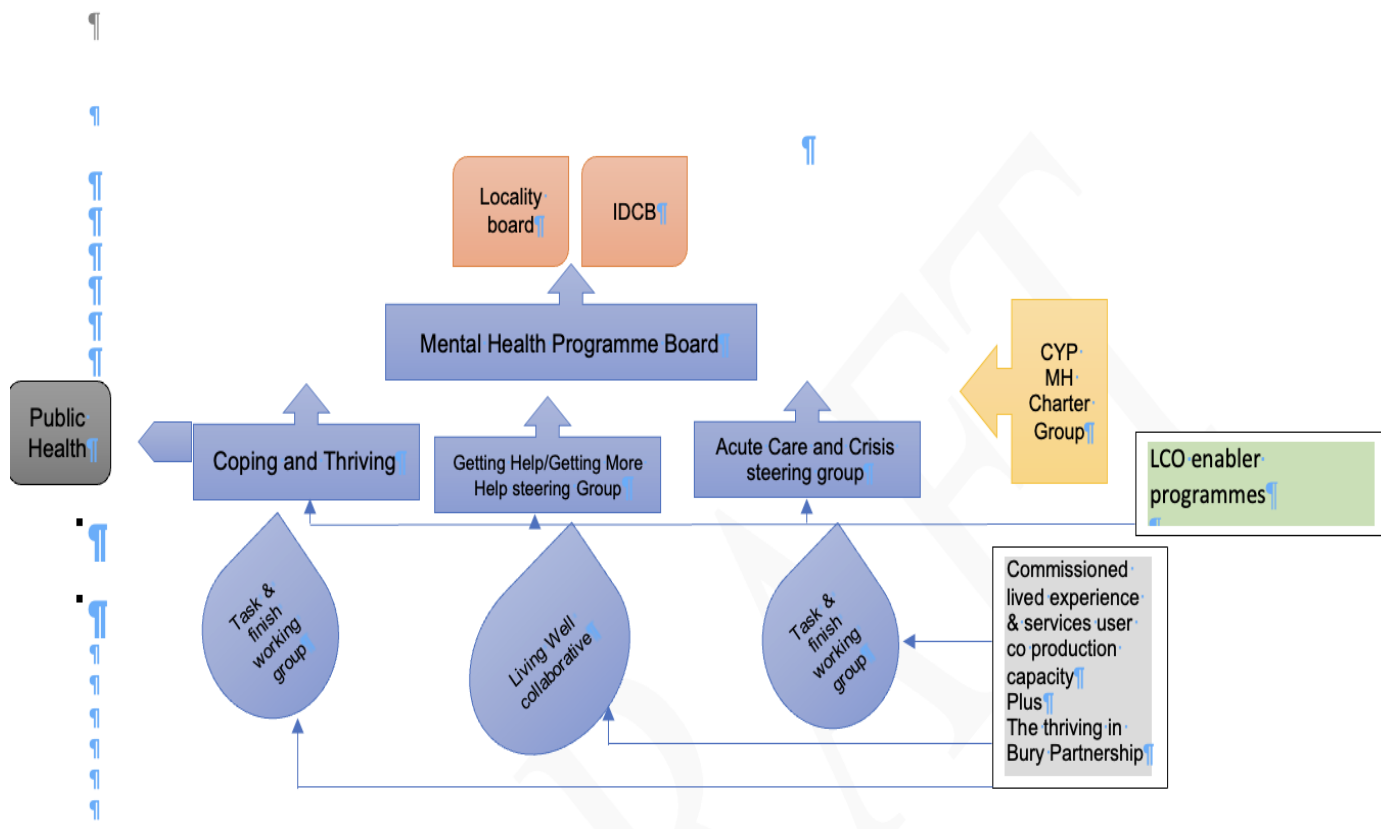 Locality
board
IDCB
Mental Health Programme Board
CYP
MH
Charter
Group
Public
Health
Coping and Thriving
Getting Help/Getting More
Help steering Group
Acute Care and Crisis
steering group
LCO enabler
programmes
Task &
finish
working
group
Living Well
collaborative
Task &
finish
working
group
Commissioned
lived experience
& services user
co production
capacity
Plus
The thriving in
Bury Partnership
DRAFT